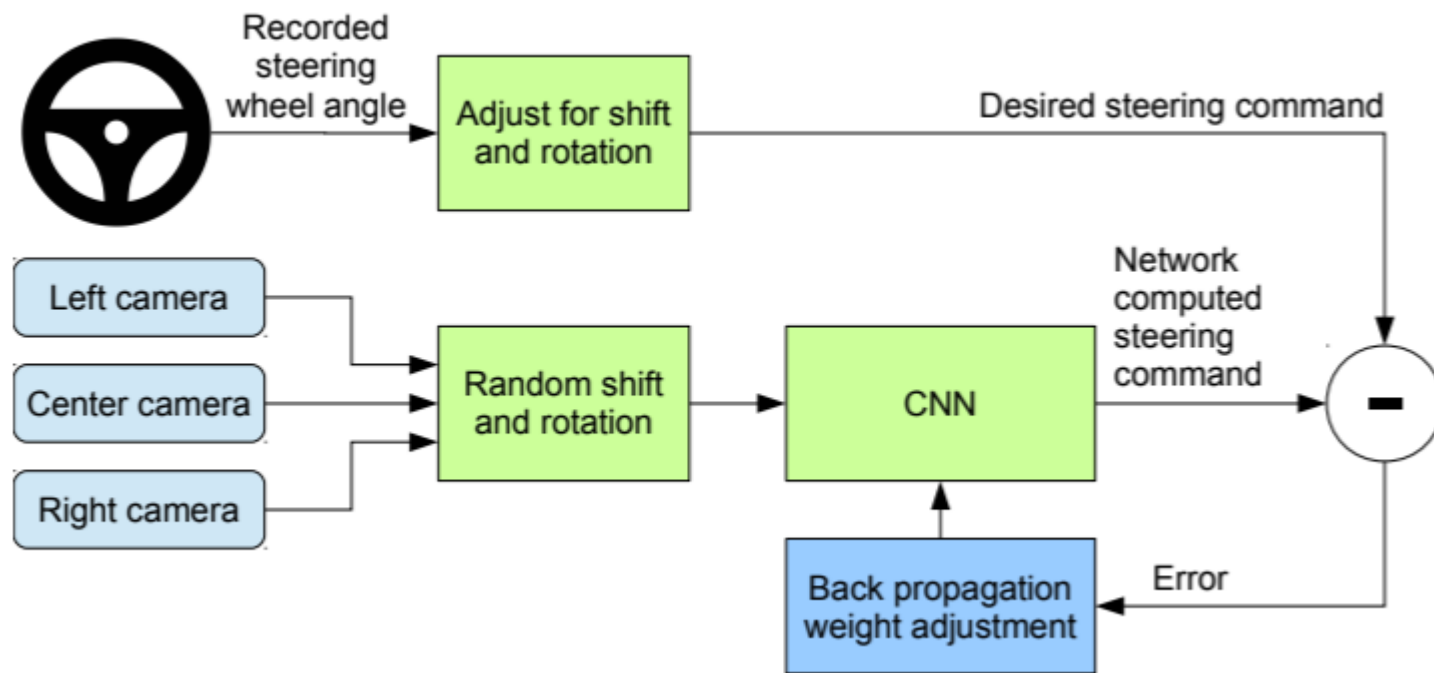 Recorded
steering
wheel angle
Adjust for shift
and rotation
Desired steering command
Left camera
Center camera
Right camera
Random shift
and rotation
CNN
Network
computed
steering
command
-
Back propagation
weight adjustment
Error